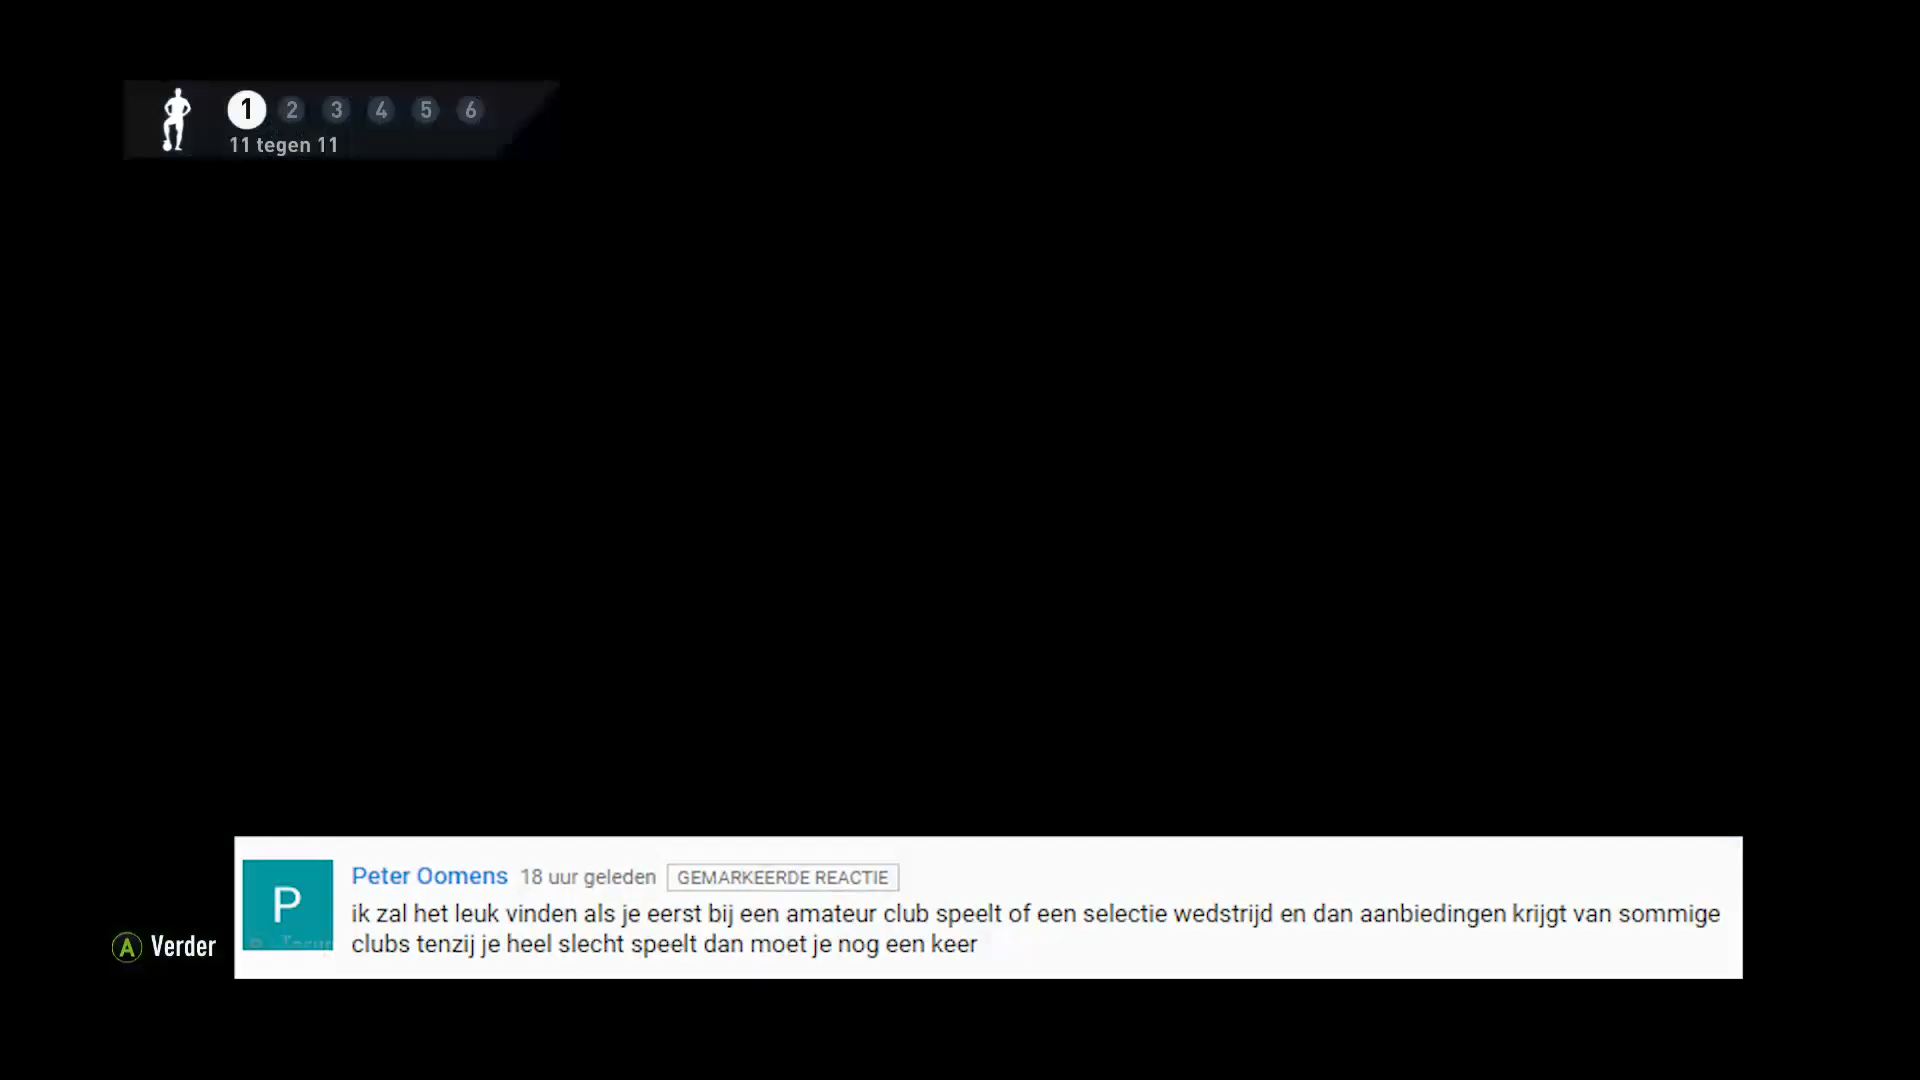 1 2 3 4 5 6
11 tegen 11
Peter Oomens 18 uur geleden GEMARKEERDE REACTIE
P
ik zal het leuk vinden als je eerst bij een amateur club speelt of een selectie wedstrijd en dan aanbiedingen krijgt van sommige
clubs tenzij je heel slecht speelt dan moet je nog een keer
A Verder